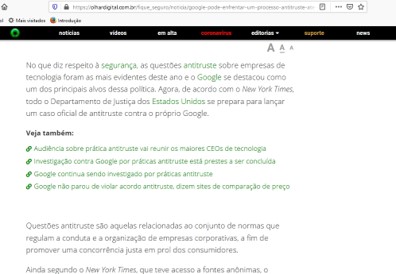 https://olhardigital.com.br/fique_seguro/noticia/google-pode-enfrentar-um-processo-antitruste-
Mais visitados Introdução
notícias vídeos em alta coronavírus editorias suporte news
A A A
No que diz respeito à segurança, as questões antitruste sobre empresas de
tecnologia foram as mais evidentes deste ano e o Google se destacou como
um dos principais alvos dessa política. Agora, de acordo com o New York Times,
todo o Departamento de Justiça dos Estados Unidos se prepara para lançar
um caso oficial de antitruste contra o próprio Google.
Veja também:
Audiência sobre prática antitruste vai reunir os maiores CEOs de tecnologia
Investigação contra Google por práticas antitruste está prestes a ser concluída
Google continua sendo investigado por práticas antitruste
Google não parou de violar acordo antitruste, dizem sites de comparação de preço
Questões antitruste são aquelas relacionadas ao conjunto de normas que
regulam a conduta e a organização de empresas corporativas, a fim de
promover uma concorrência justa em prol dos consumidores.
Ainda segundo o New York Times, que teve acesso a fontes anônimas, o